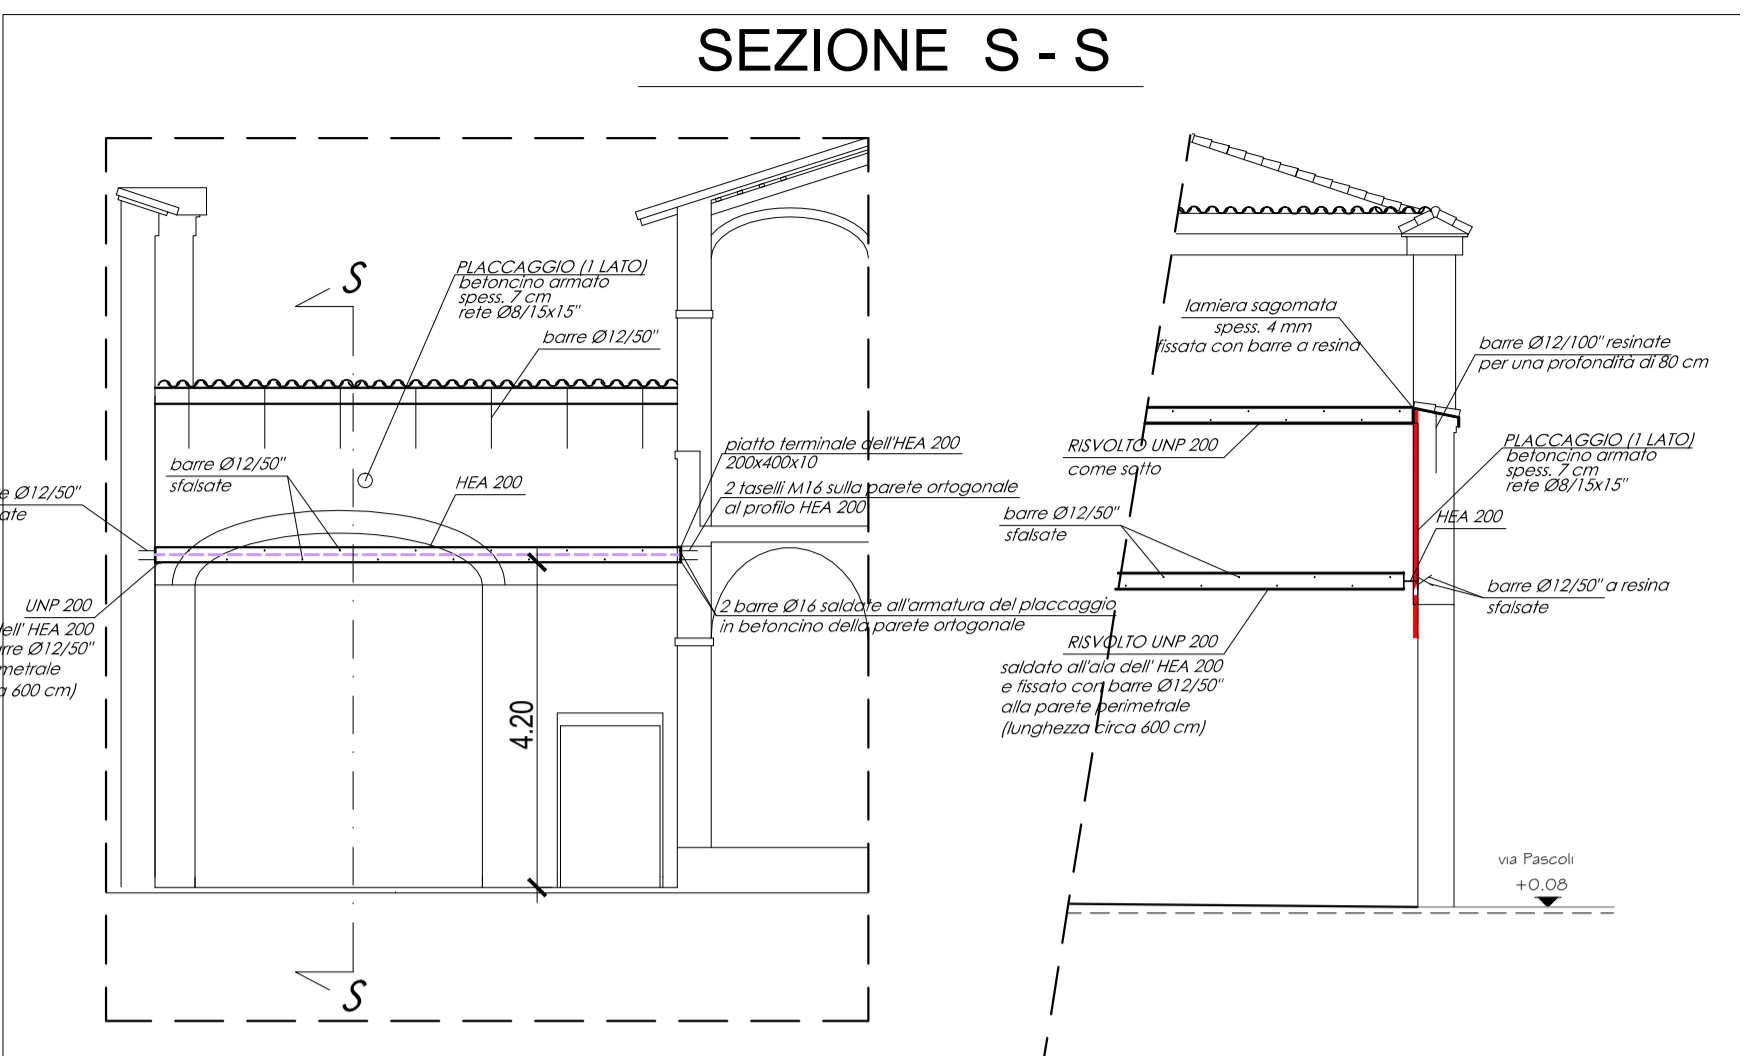 SEZIONE S - S
S
PLACCAGGIO (1 LATO)
betoncino armato
spess. 7 cm
rete Ø8/15x15"
barre Ø12/50"
barre Ø12/50"
sfalsate
HEA 200
piatto terminale dell'HEA 200
200x400x10
2 taselli M16 sulla parete ortogonale
al profilo HEA 200
e Ø12/50"
ate
UNP 200
dell' HEA 200
rre Ø12/50"
metrale
a 600 cm)
2 barre Ø16 saldate all'armatura del placcaggio
in betoncino della parete ortogonale
4.20
S
lamiera sagomata
spess. 4 mm
fissata con barre a resina
barre Ø12/100" resinate
per una profondità di 80 cm
RISVOLTO UNP 200
come sotto
PLACCAGGIO (1 LATO)
betoncino armato
spess. 7 cm
rete Ø8/15x15"
HEA 200
barre Ø12/50"
sfalsate
barre Ø12/50" a resina
sfalsate
RISVOLTO UNP 200
saldato all'ala dell' HEA 200
e fissato con barre Ø12/50"
alla parete perimetrale
(lunghezza circa 600 cm)
via Pascoli
+0.08